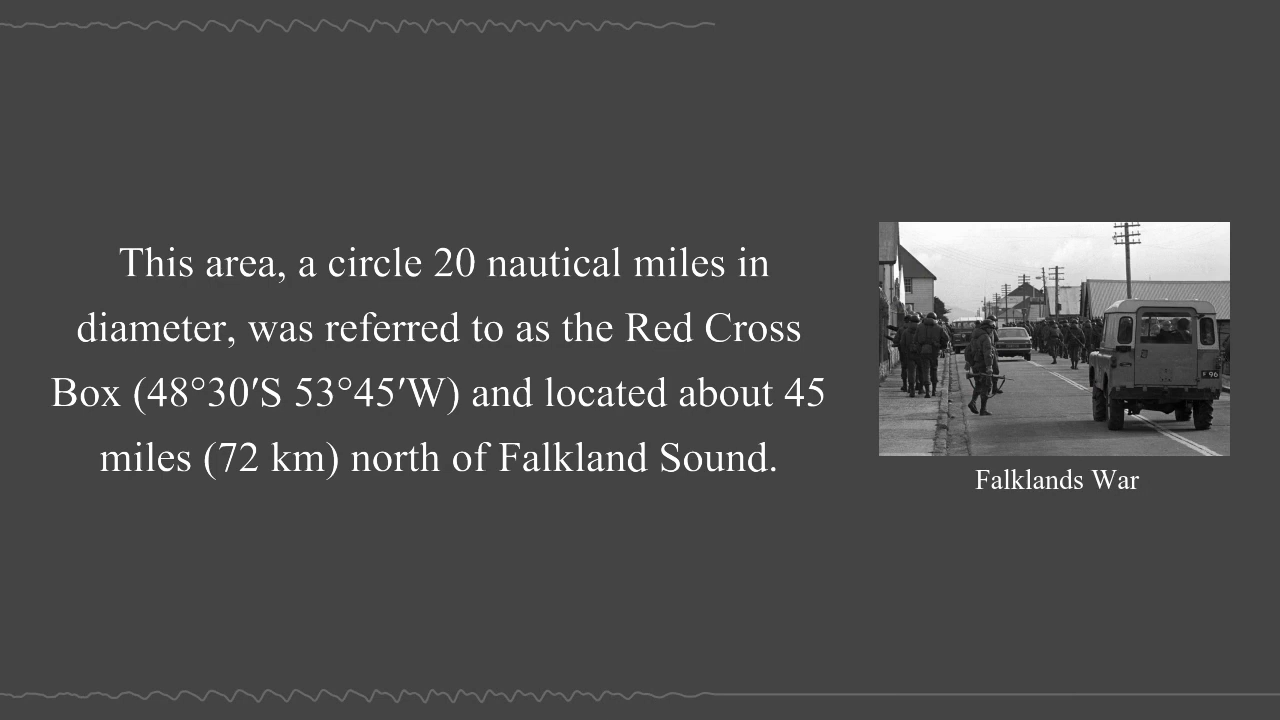 This area, a circle 20 nautical miles in
diameter, was referred to as the Red Cross
Box (48°30′S 53°45′W) and located about 45
miles (72 km) north of Falkland Sound.
F 96
Falklands War